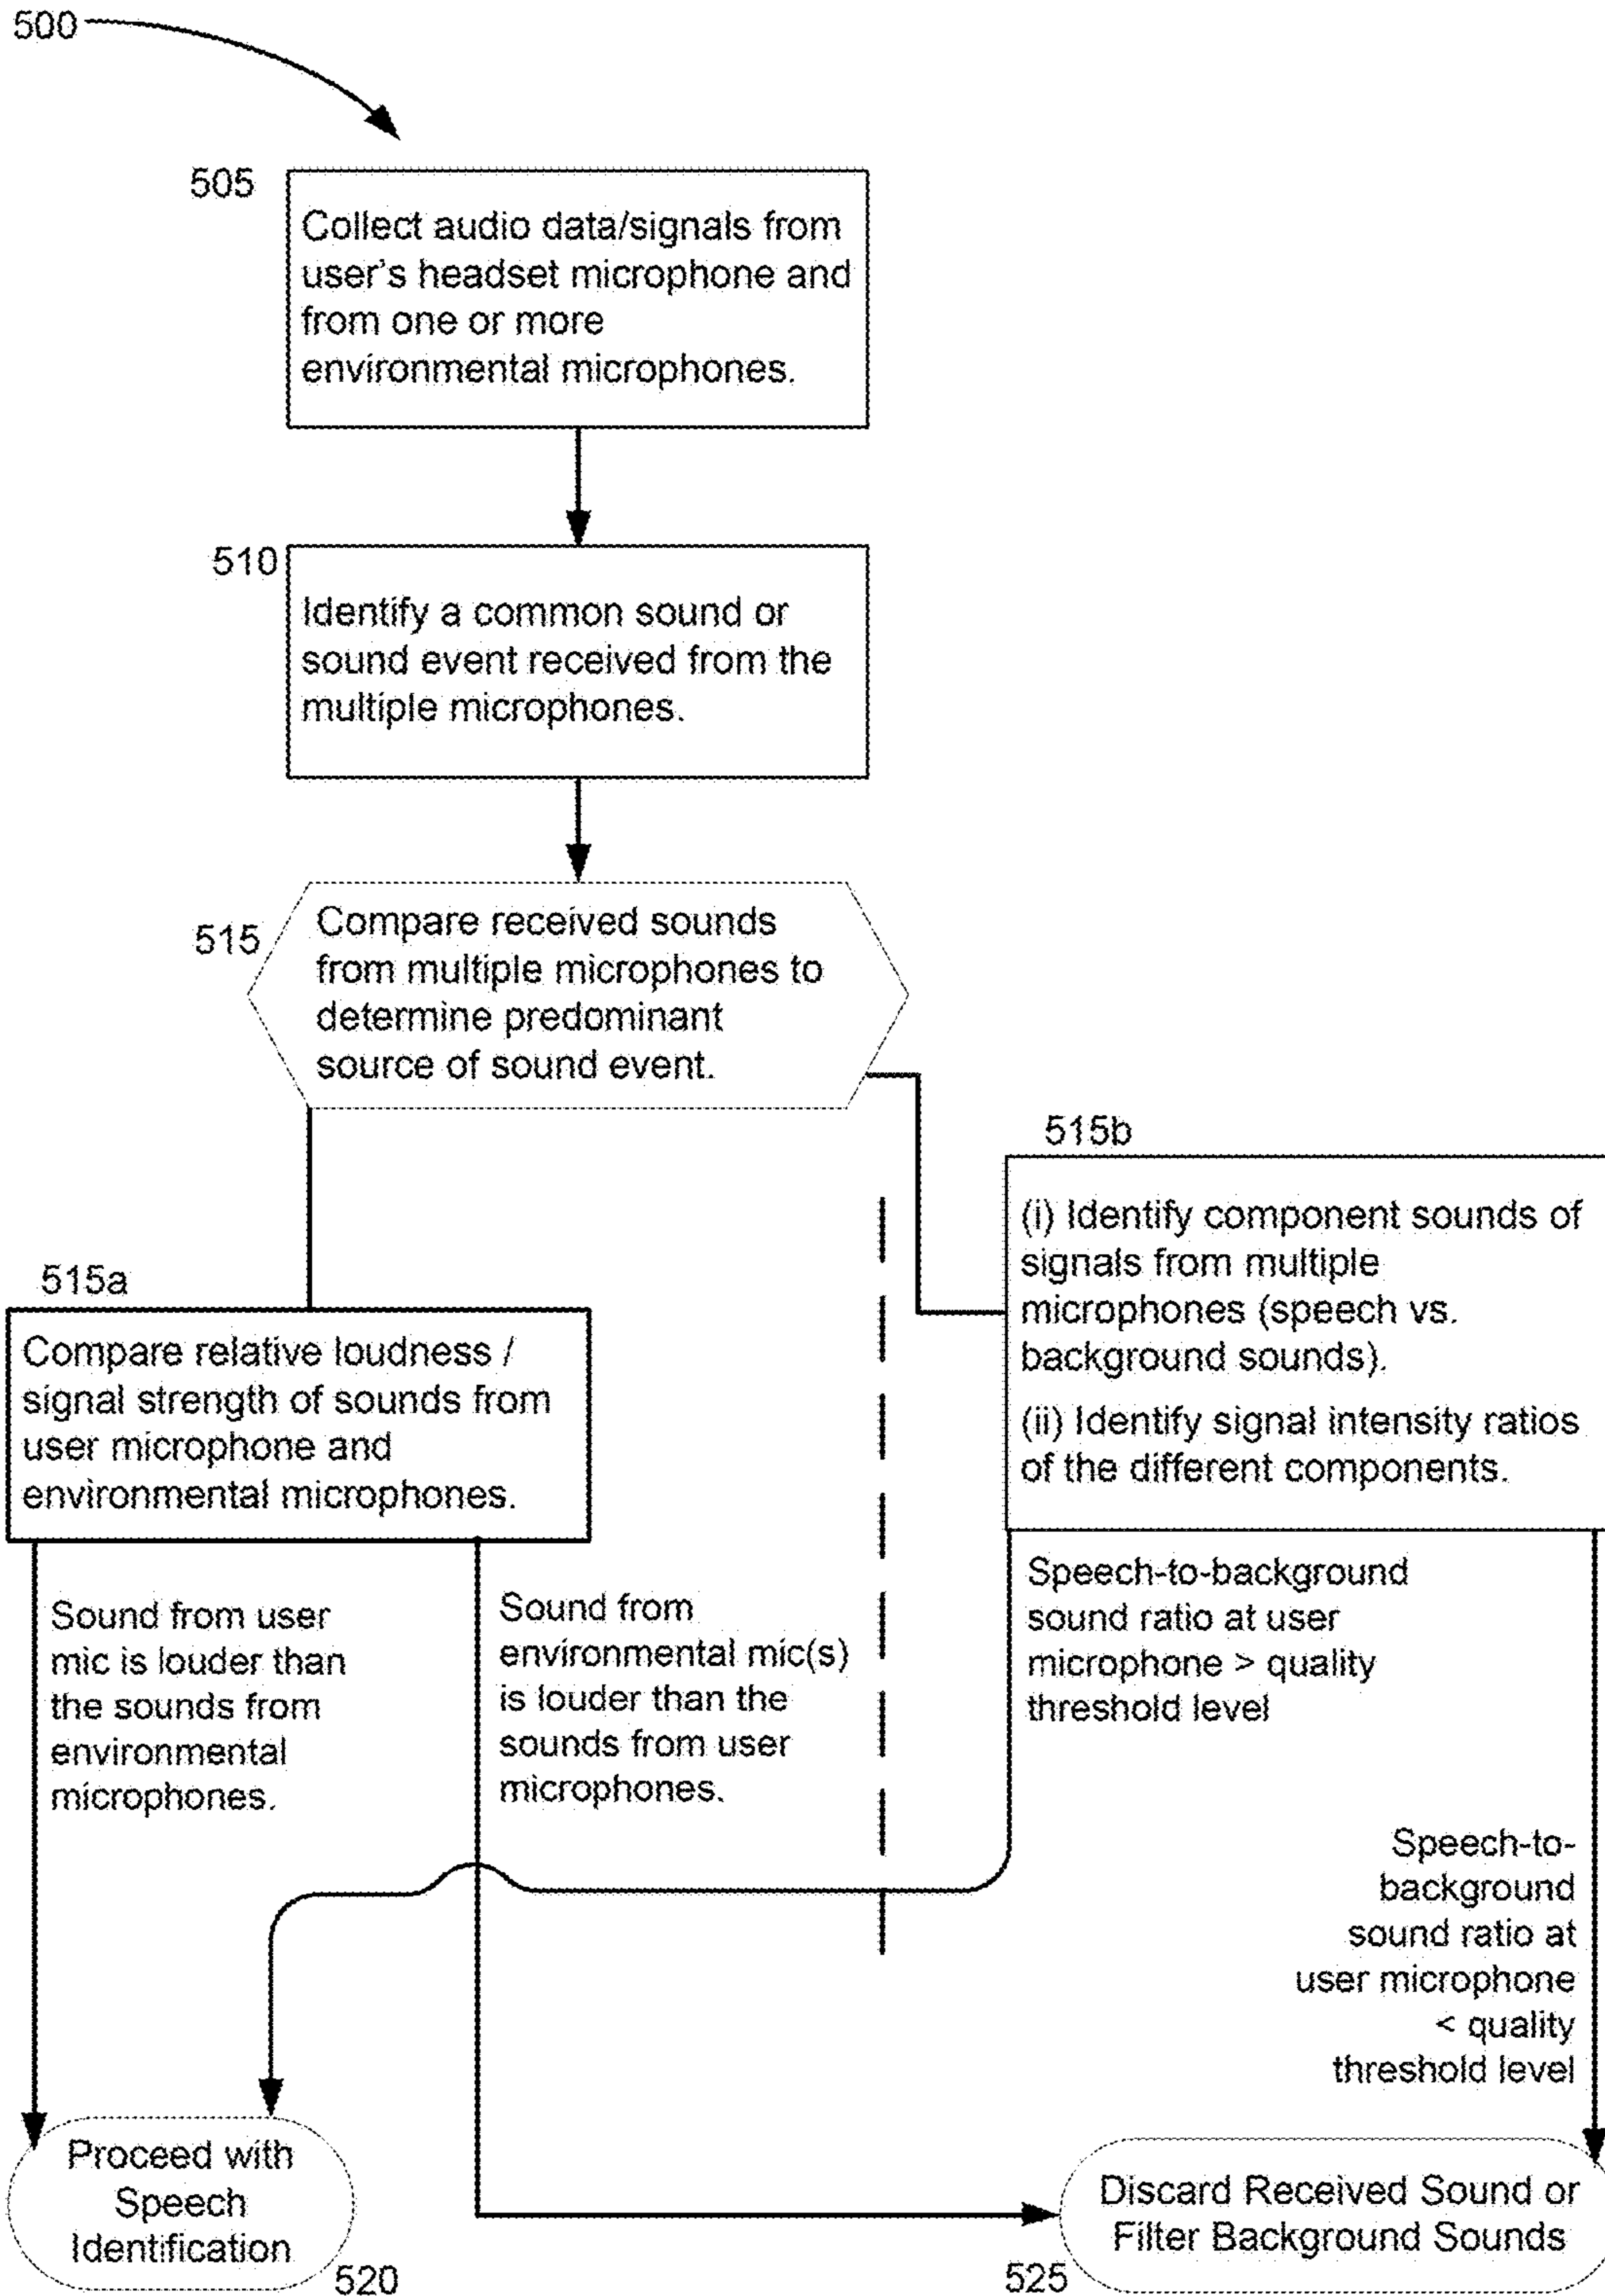 500
505
Collect audio data/signals from
user's headset microphone and
from one or more
environmental microphones.
510
Identify a common sound or
sound event received from the
multiple microphones.
515
Compare received sounds
from multiple microphones to
determine predominant
source of sound event.
515a
Compare relative loudness /
signal strength of sounds from
user microphone and
environmental microphones.
515b
(i) Identify component sounds of
signals from multiple
microphones (speech vs.
background sounds).
(ii) Identify signal intensity ratios
of the different components.
Sound from user
mic is louder than
the sounds from
environmental
microphones.
Sound from
environmental mic(s)
is louder than the
sounds from user
microphones.
Speech-to-background
sound ratio at user
microphone > quality
threshold level
Speech-to-
background
sound ratio at
user microphone
< quality
threshold level
Proceed with
Speech
Identification
520
Discard Received Sound or
Filter Background Sounds
525